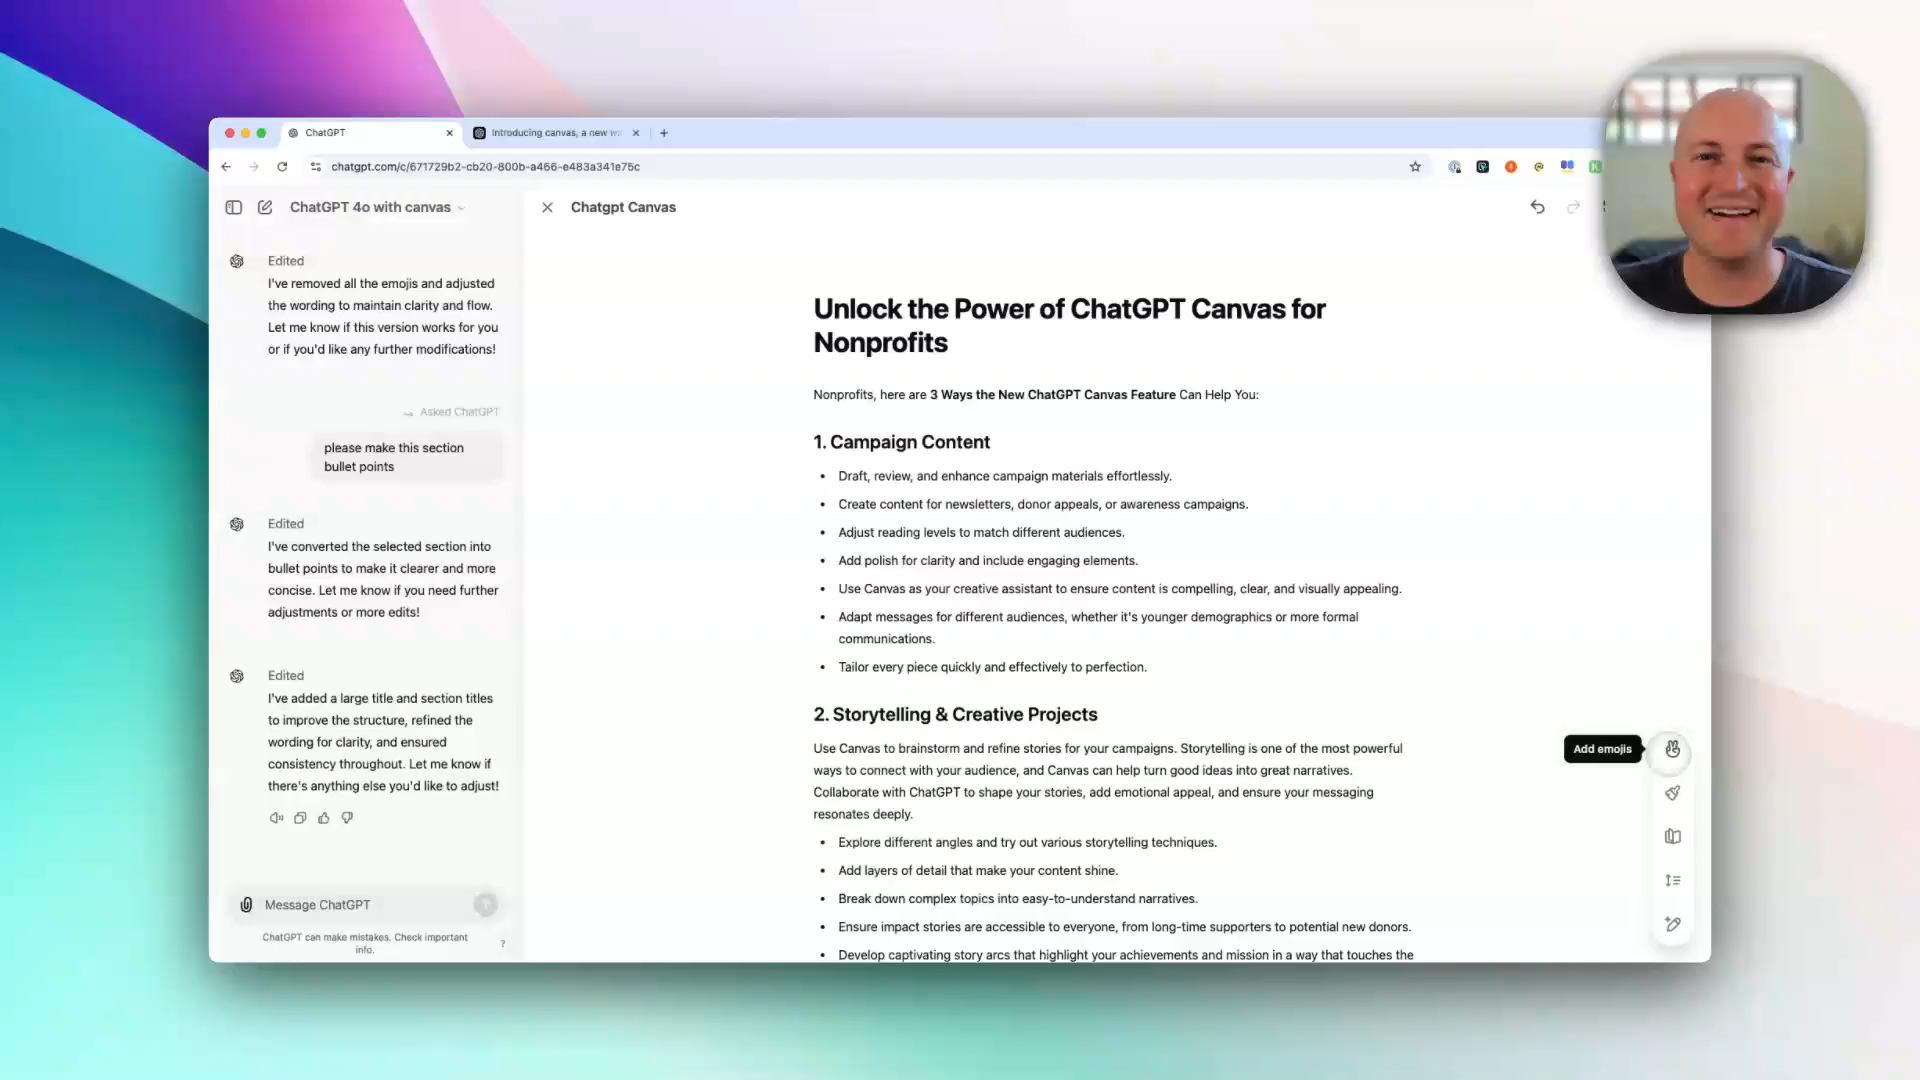 ChatGPT
Introducing canvas, a new w
chatgpt.com/c/671729b2-cb20-800b-a466-e483a341e75c
ChatGPT 4o with canvas
Chatgpt Canvas
Edited
I've removed all the emojis and adjusted
the wording to maintain clarity and flow.
Let me know if this version works for you
or if you'd like any further modifications!
Asked ChatGPT
please make this section
bullet points
Edited
I've converted the selected section into
bullet points to make it clearer and more
concise. Let me know if you need further
adjustments or more edits!
Edited
I've added a large title and section titles
to improve the structure, refined the
wording for clarity, and ensured
consistency throughout. Let me know if
there's anything else you'd like to adjust!
Message ChatGPT
ChatGPT can make mistakes. Check important
info.
?
Unlock the Power of ChatGPT Canvas for
Nonprofits
Nonprofits, here are 3 Ways the New ChatGPT Canvas Feature Can Help You:
1. Campaign Content
• Draft, review, and enhance campaign materials effortlessly.
• Create content for newsletters, donor appeals, or awareness campaigns.
• Adjust reading levels to match different audiences.
• Add polish for clarity and include engaging elements.
• Use Canvas as your creative assistant to ensure content is compelling, clear, and visually appealing.
• Adapt messages for different audiences, whether it's younger demographics or more formal
communications.
• Tailor every piece quickly and effectively to perfection.
2. Storytelling & Creative Projects
Use Canvas to brainstorm and refine stories for your campaigns. Storytelling is one of the most powerful
ways to connect with your audience, and Canvas can help turn good ideas into great narratives.
Collaborate with ChatGPT to shape your stories, add emotional appeal, and ensure your messaging
resonates deeply.
• Explore different angles and try out various storytelling techniques.
• Add layers of detail that make your content shine.
• Break down complex topics into easy-to-understand narratives.
• Ensure impact stories are accessible to everyone, from long-time supporters to potential new donors.
• Develop captivating story arcs that highlight your achievements and mission in a way that touches the
Add emojis